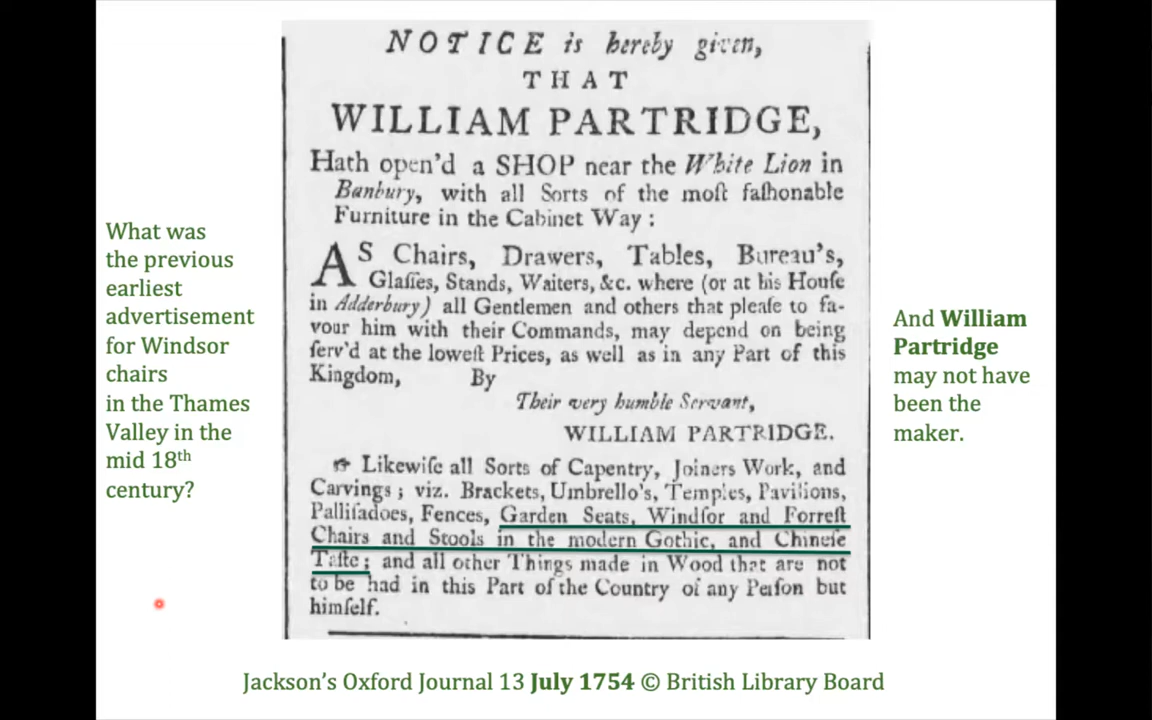 What was
the previous
earliest
advertisement
for Windsor
chairs
in the Thames
Valley in the
mid 18th
century?
NOTICE is hereby given,
THAT
WILLIAM PARTRIDGE,
Hath open'd a SHOP near the White Lion in
Banbury, with all Sorts of the moſt faſhonable
Furniture in the Cabinet Way :
AS Chairs, Drawers, Tables, Bureau's,
Glaſſes, Stands, Waiters, &c. where (or at his Houſe
in Adderbury) all Gentlemen and others that pleaſe to fa-
vour him with their Commands, may depend on being
ſerv'd at the loweſt Prices, as well as in any Part of this
Kingdom, By
Their very humble Servant,
WILLIAM PARTRIDGE.
☞ Likewiſe all Sorts of Capentry, Joiners Work, and
Carvings ; viz. Brackets, Umbrello's, Temples, Pavilions,
Palliſadoes, Fences, Garden Seats, Windſor and Forreſt
Chairs and Stools in the modern Gothic, and Chineſe
Taſte ; and all other Things made in Wood that are not
to be had in this Part of the Country of any Perſon but
himſelf.
And William
Partridge
may not have
been the
maker.
Jackson's Oxford Journal 13 July 1754 © British Library Board